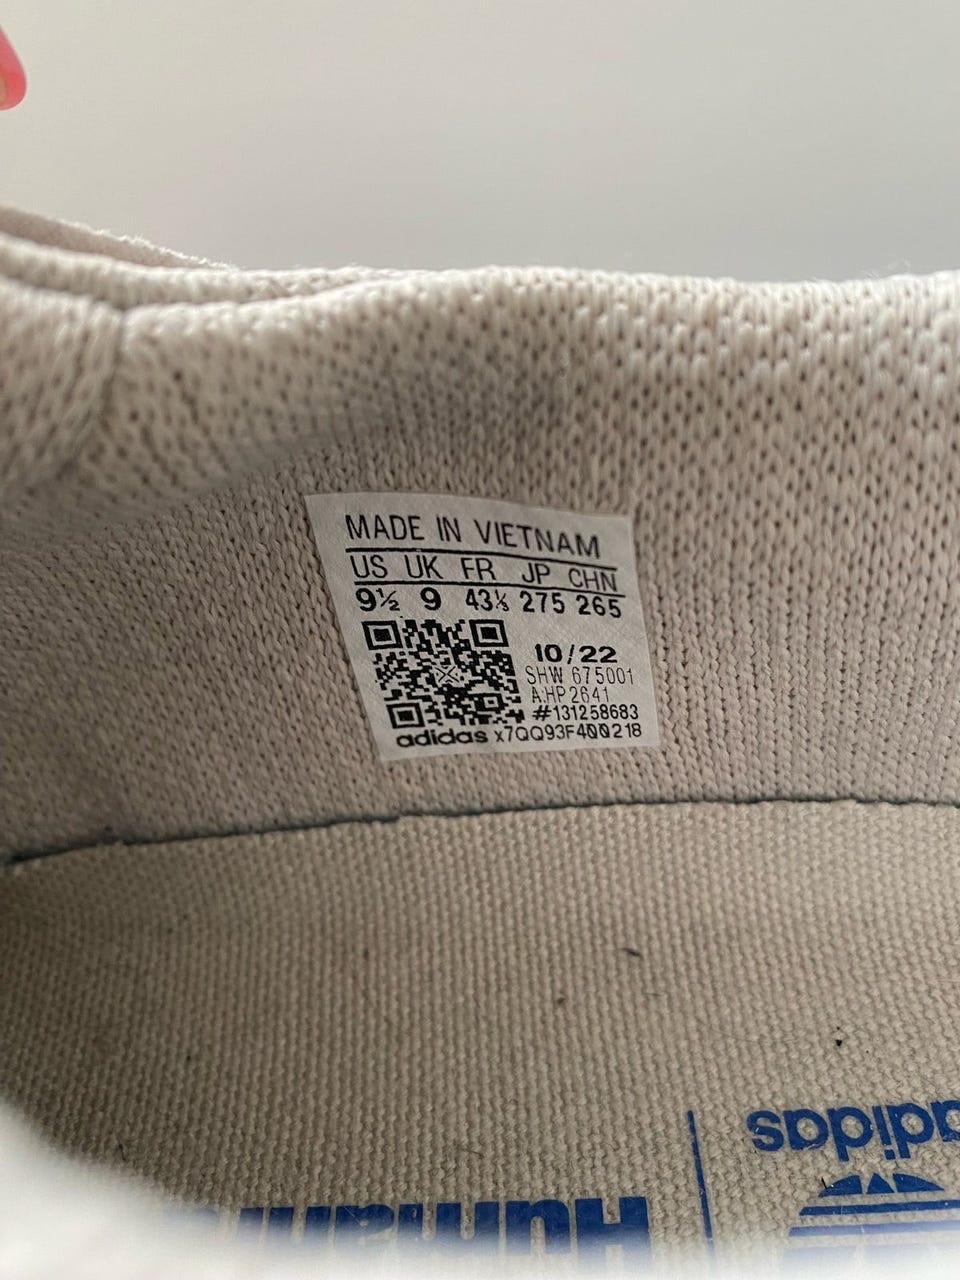 MADE IN VIETNAM
US UK FR JP CHN
9½ 9 43⅓ 275 265
10/22
SHW 675001
A:HP2641
#131258683
adidas x7QQ93F400218
adidas